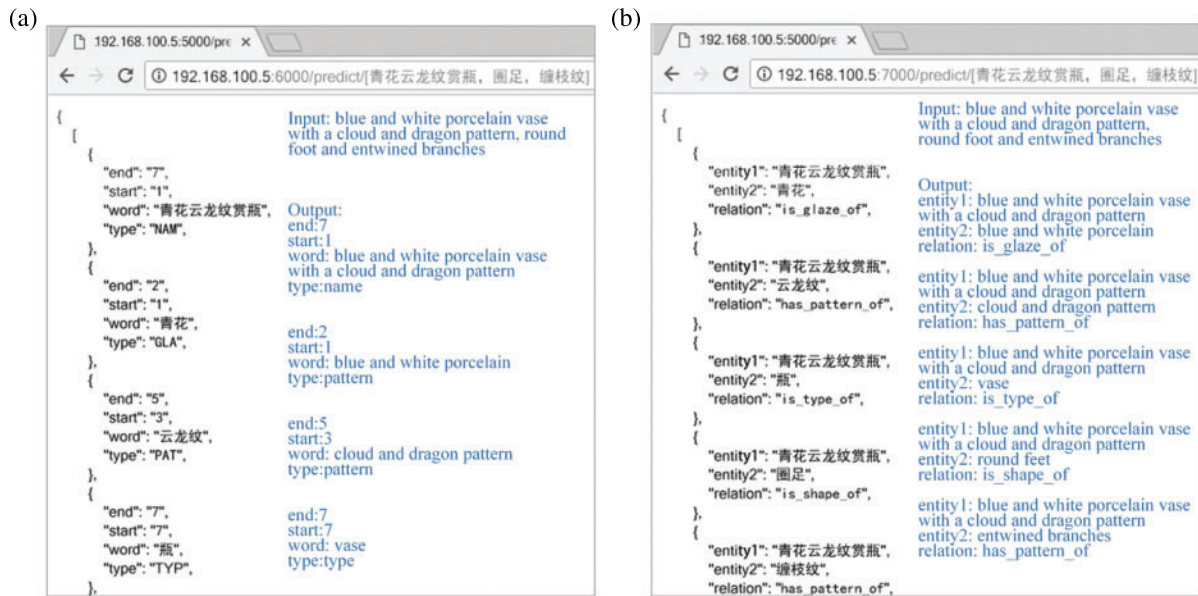 (a)
192.168.100.5:5000/pre
192.168.100.5:6000/predict/[青花云龙纹赏瓶，圈足，缠枝纹]
{
[
{
"end": "7",
"start": "1",
"word": "青花云龙纹赏瓶",
"type": "NAM",
},
{
"end": "2",
"start": "1",
"word": "青花",
"type": "GLA",
},
{
"end": "5",
"start": "3",
"word": "云龙纹",
"type": "PAT",
},
{
"end": "7",
"start": "7",
"word": "瓶",
"type": "TYP",
},
Input: blue and white porcelain vase
with a cloud and dragon pattern, round
foot and entwined branches
Output:
end:7
start:1
word: blue and white porcelain vase
with a cloud and dragon pattern
type:name
end:2
start:1
word: blue and white porcelain
type:pattern
end:5
start:3
word: cloud and dragon pattern
type:pattern
end:7
start:7
word: vase
type:type
(b)
192.168.100.5:5000/pre
192.168.100.5:7000/predict/[青花云龙纹赏瓶，圈足，缠枝纹]
{
[
{
"entity1": "青花云龙纹赏瓶",
"entity2": "青花",
"relation": "is_glaze_of",
},
{
"entity1": "青花云龙纹赏瓶",
"entity2": "云龙纹",
"relation": "has_pattern_of",
},
{
"entity1": "青花云龙纹赏瓶",
"entity2": "瓶",
"relation": "is_type_of",
},
{
"entity1": "青花云龙纹赏瓶",
"entity2": "圈足",
"relation": "is_shape_of",
},
{
"entity1": "青花云龙纹赏瓶",
"entity2": "缠枝纹",
"relation": "has_pattern_of",
Input: blue and white porcelain vase
with a cloud and dragon pattern,
round foot and entwined branches
Output:
entity1: blue and white porcelain vase
with a cloud and dragon pattern
entity2: blue and white porcelain
relation: is_glaze_of
entity1: blue and white porcelain vase
with a cloud and dragon pattern
entity2: cloud and dragon pattern
relation: has_pattern_of
entity1: blue and white porcelain vase
with a cloud and dragon pattern
entity2: vase
relation: is_type_of
entity1: blue and white porcelain vase
with a cloud and dragon pattern
entity2: round feet
relation: is_shape_of
entity1: blue and white porcelain vase
with a cloud and dragon pattern
entity2: entwined branches
relation: has_pattern_of